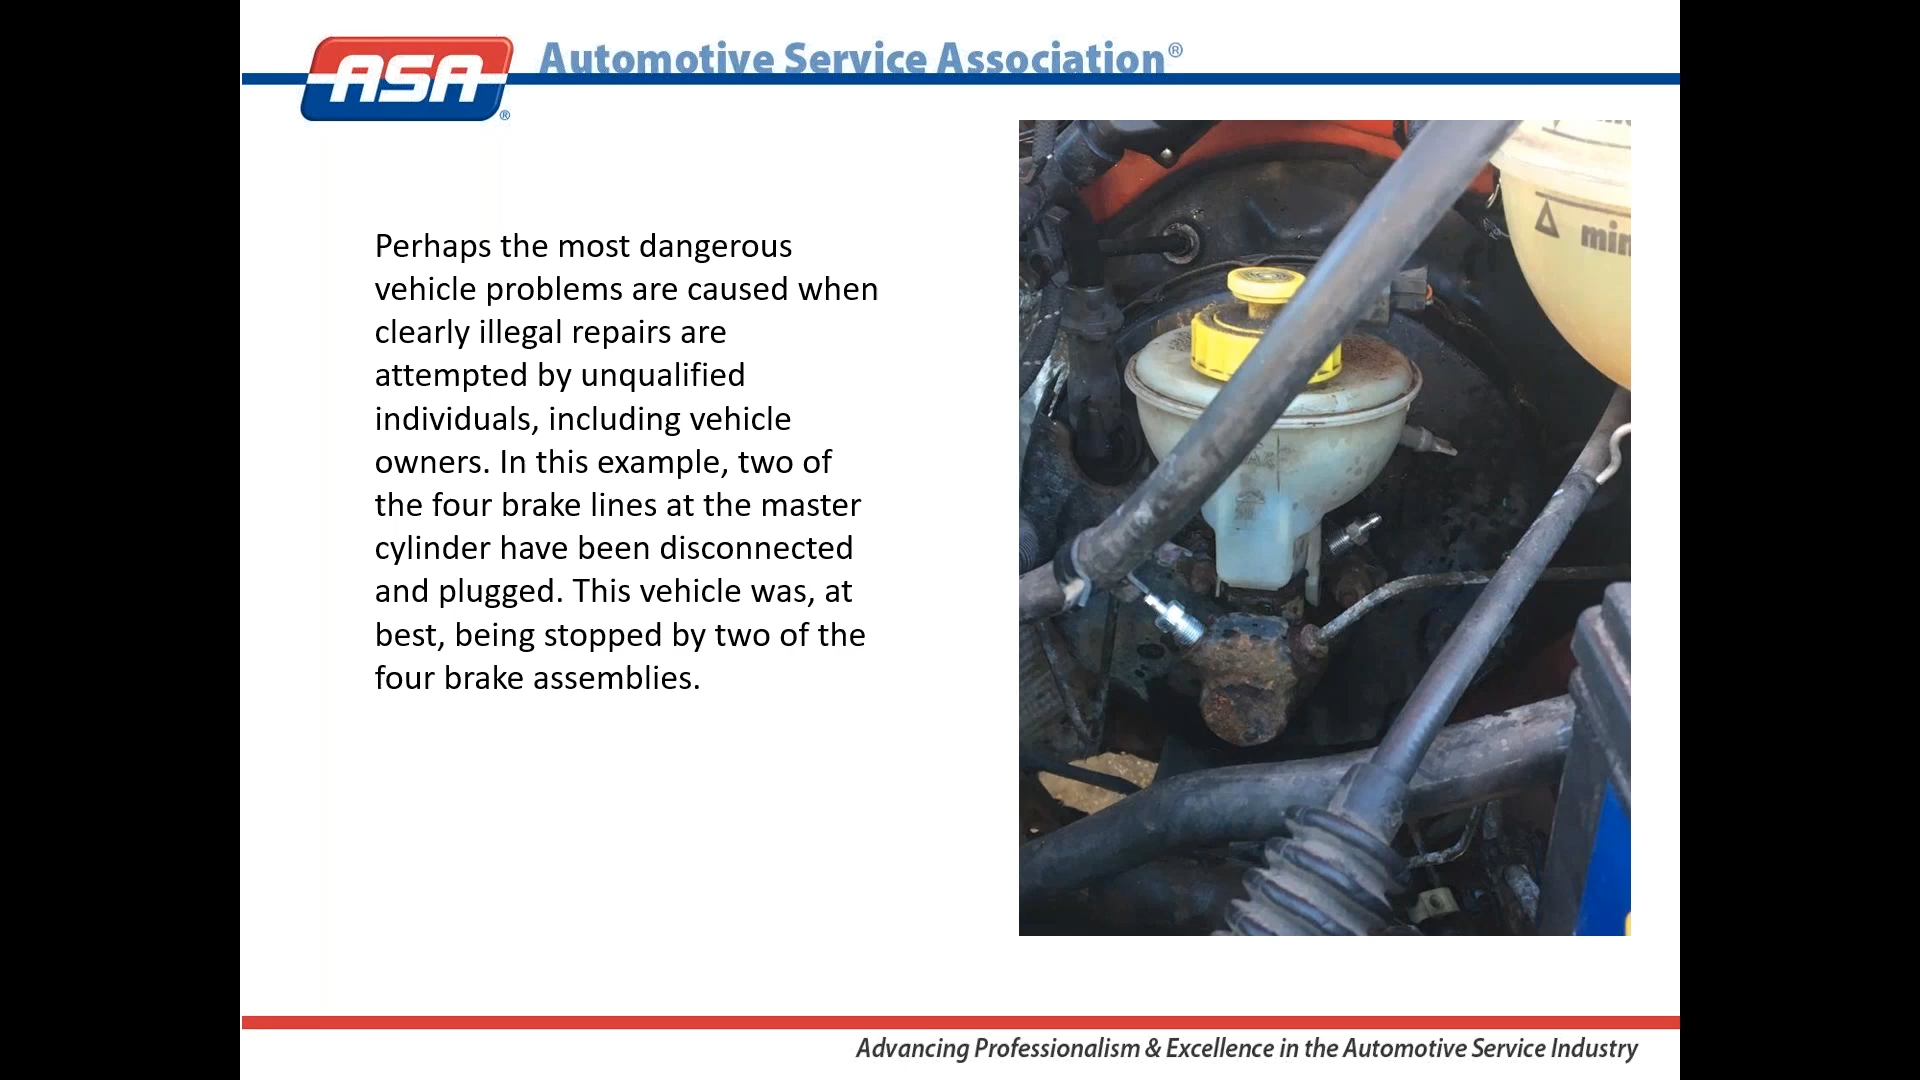 ASA®
Automotive Service Association®
Perhaps the most dangerous
vehicle problems are caused when
clearly illegal repairs are
attempted by unqualified
individuals, including vehicle
owners. In this example, two of
the four brake lines at the master
cylinder have been disconnected
and plugged. This vehicle was, at
best, being stopped by two of the
four brake assemblies.
Advancing Professionalism & Excellence in the Automotive Service Industry